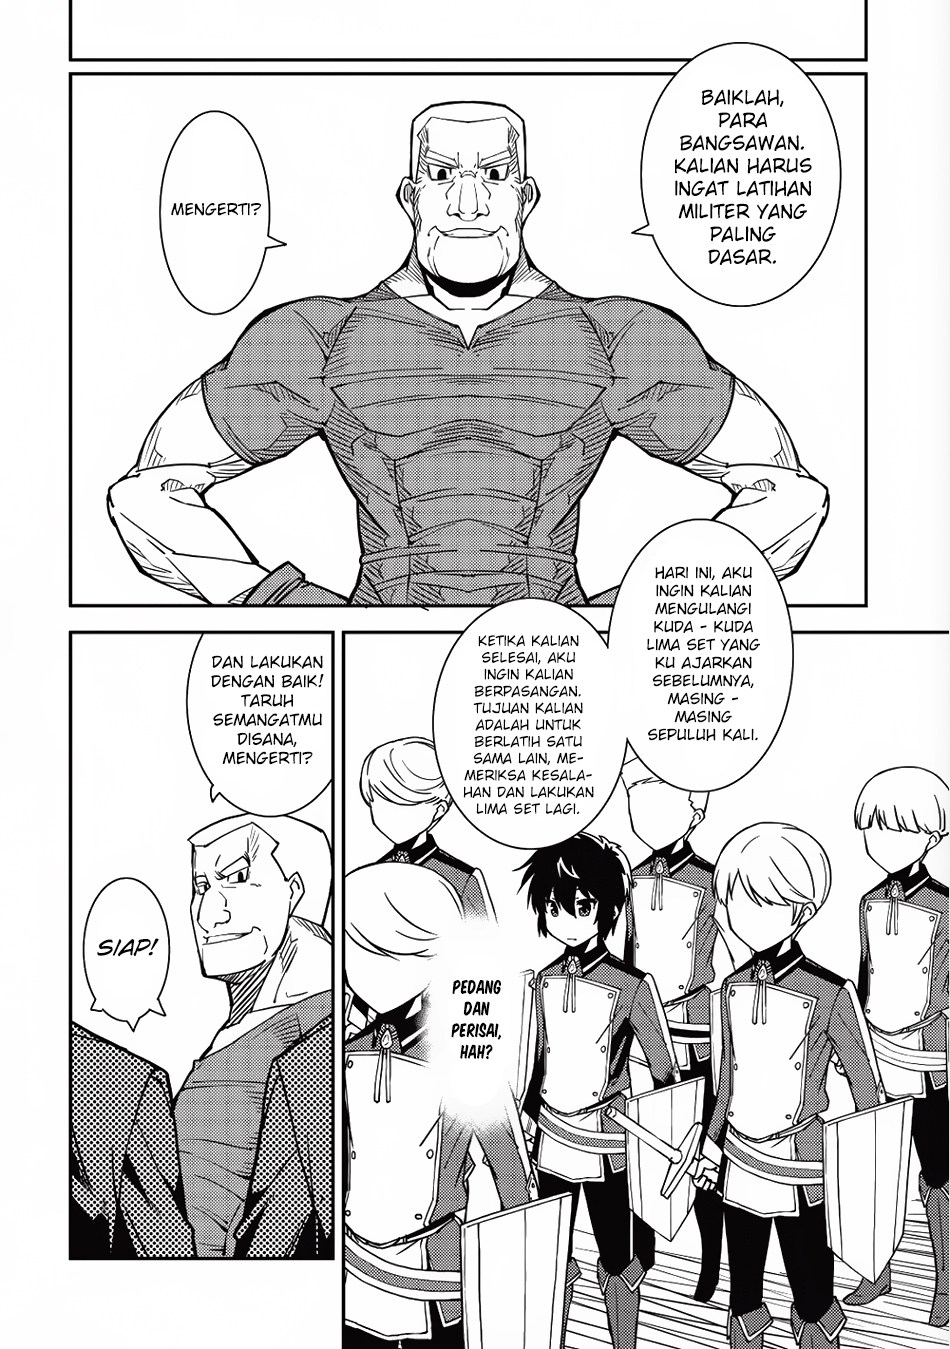 BAIKLAH,
PARA
BANGSAWAN.
KALIAN HARUS
INGAT LATIHAN
MILITER YANG
PALING
DASAR.
MENGERTI?
HARI INI, AKU
INGIN KALIAN
MENGULANGI
KUDA - KUDA
LIMA SET YANG
KU AJARKAN
SEBELUMNYA,
MASING -
MASING
SEPULUH KALI.
KETIKA KALIAN
SELESAI, AKU
INGIN KALIAN
BERPASANGAN.
TUJUAN KALIAN
ADALAH UNTUK
BERLATIH SATU
SAMA LAIN, ME-
MERIKSA KESALA-
HAN DAN LAKUKAN
LIMA SET LAGI.
PEDANG
DAN
PERISAI,
HAH?
DAN LAKUKAN
DENGAN BAIK!
TARUH
SEMANGATMU
DISANA,
MENGERTI?
SIAP!